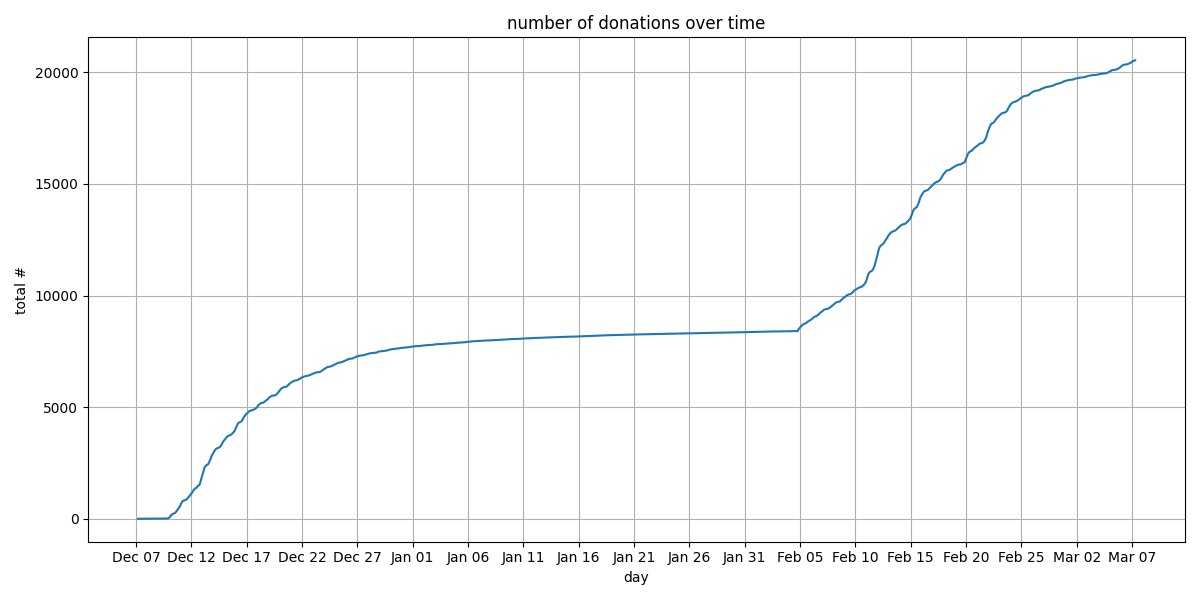 number of donations over time
total #
20000
15000
10000
5000
0
Dec 07 Dec 12 Dec 17 Dec 22 Dec 27 Jan 01 Jan 06 Jan 11 Jan 16 Jan 21 Jan 26 Jan 31 Feb 05 Feb 10 Feb 15 Feb 20 Feb 25 Mar 02 Mar 07
day